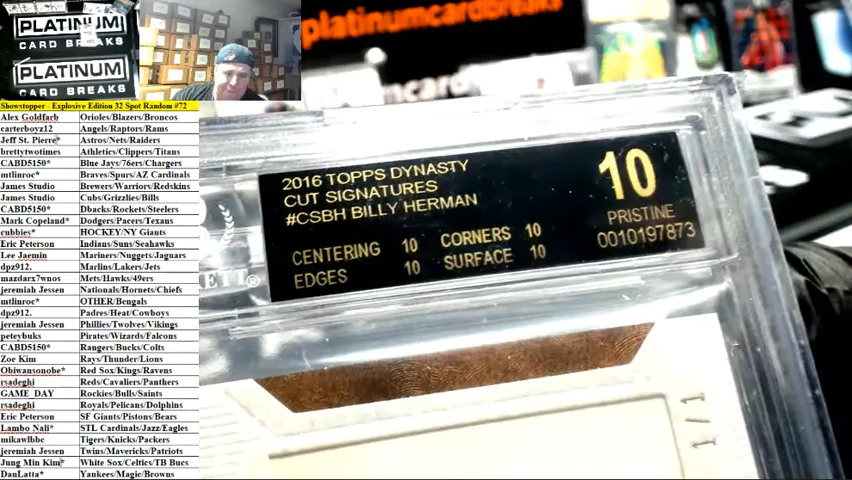 PLATINUM
CARD BREAKS
PLATINUM
CARD BREAKS
platinumcardbreaks
platinumcardb
Showstopper - Explosive Edition 32 Spot Random #72
Alex Goldfarb Orioles/Blazers/Broncos
carterboyz12 Angels/Raptors/Rams
Jeff St. Pierre* Astros/Nets/Raiders
brettytwotimes Athletics/Clippers/Titans
CABD5150* Blue Jays/76ers/Chargers
mtlinroc* Braves/Spurs/AZ Cardinals
James Studio Brewers/Warriors/Redskins
James Studio Cubs/Grizzlies/Bills
CABD5150* Dbacks/Rockets/Steelers
Mark Copeland* Dodgers/Pacers/Texans
cubbies* HOCKEY/NY Giants
Eric Peterson Indians/Suns/Seahawks
Lee Jaemin Mariners/Nuggets/Jaguars
dpz912. Marlins/Lakers/Jets
mazdarx7wnos Mets/Hawks/49ers
jeremiah Jessen Nationals/Hornets/Chiefs
mtlinroc* OTHER/Bengals
dpz912. Padres/Heat/Cowboys
jeremiah Jessen Phillies/Twolves/Vikings
peteybuks Pirates/Wizards/Falcons
CABD5150* Rangers/Bucks/Colts
Zoe Kim Rays/Thunder/Lions
Obiwansonobe* Red Sox/Kings/Ravens
rsadeghi Reds/Cavaliers/Panthers
GAME_DAY Rockies/Bulls/Saints
rsadeghi Royals/Pelicans/Dolphins
Eric Peterson SF Giants/Pistons/Bears
Lambo Nali* STL Cardinals/Jazz/Eagles
mikawlbbc Tigers/Knicks/Packers
jeremiah Jessen Twins/Mavericks/Patriots
Jung Min Kim* White Sox/Celtics/TB Bucs
DanLatta* Yankees/Magic/Browns
2016 TOPPS DYNASTY
CUT SIGNATURES
#CSBH BILLY HERMAN
CENTERING 10 CORNERS 10
EDGES 10 SURFACE 10
10
PRISTINE
0010197873
ETT®
1/1